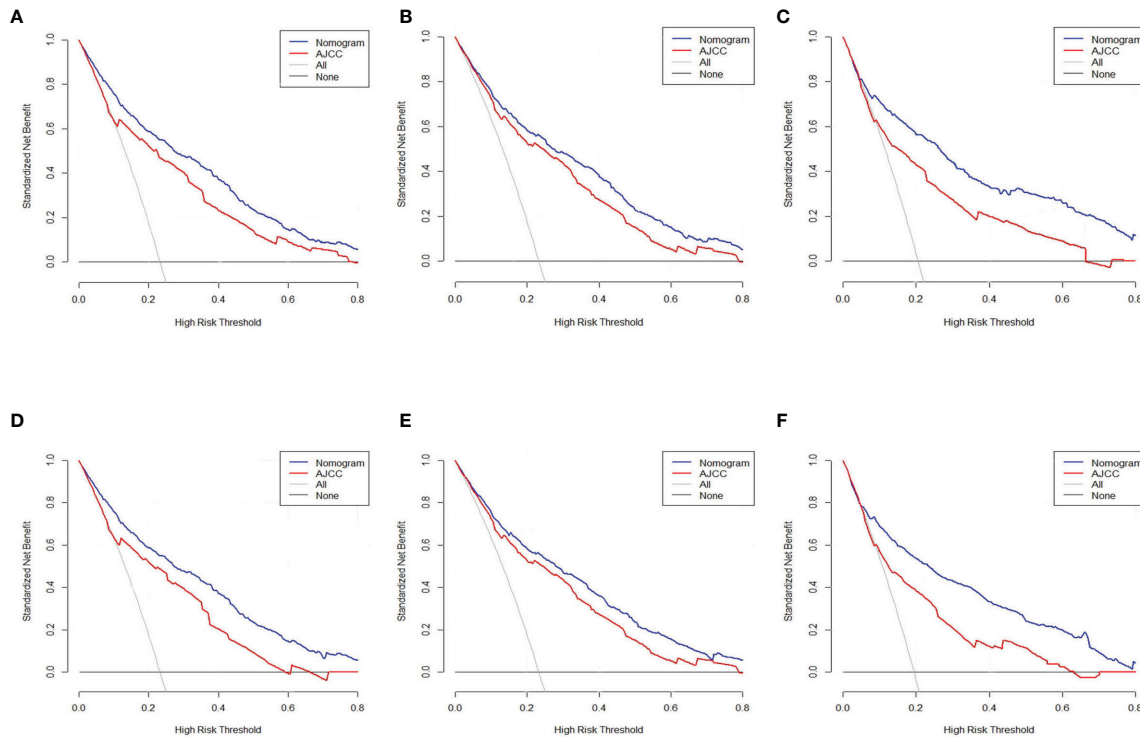 A
Standardized Net Benefit
1.0
0.8
0.6
0.4
0.2
0.0
Nomogram
AJCC
All
None
0.0 0.2 0.4 0.6 0.8
High Risk Threshold
B
Standardized Net Benefit
1.0
0.8
0.6
0.4
0.2
0.0
Nomogram
AJCC
All
None
0.0 0.2 0.4 0.6 0.8
High Risk Threshold
C
Standardized Net Benefit
1.0
0.8
0.6
0.4
0.2
0.0
Nomogram
AJCC
All
None
0.0 0.2 0.4 0.6 0.8
High Risk Threshold
D
Standardized Net Benefit
1.0
0.8
0.6
0.4
0.2
0.0
Nomogram
AJCC
All
None
0.0 0.2 0.4 0.6 0.8
High Risk Threshold
E
Standardized Net Benefit
1.0
0.8
0.6
0.4
0.2
0.0
Nomogram
AJCC
All
None
0.0 0.2 0.4 0.6 0.8
High Risk Threshold
F
Standardized Net Benefit
1.0
0.8
0.6
0.4
0.2
0.0
Nomogram
AJCC
All
None
0.0 0.2 0.4 0.6 0.8
High Risk Threshold